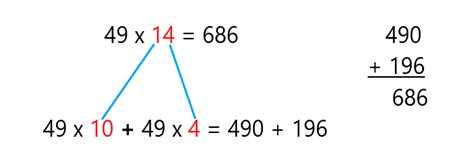 49 x 14 = 686
49 x 10 + 49 x 4 = 490 + 196
490
+ 196
686